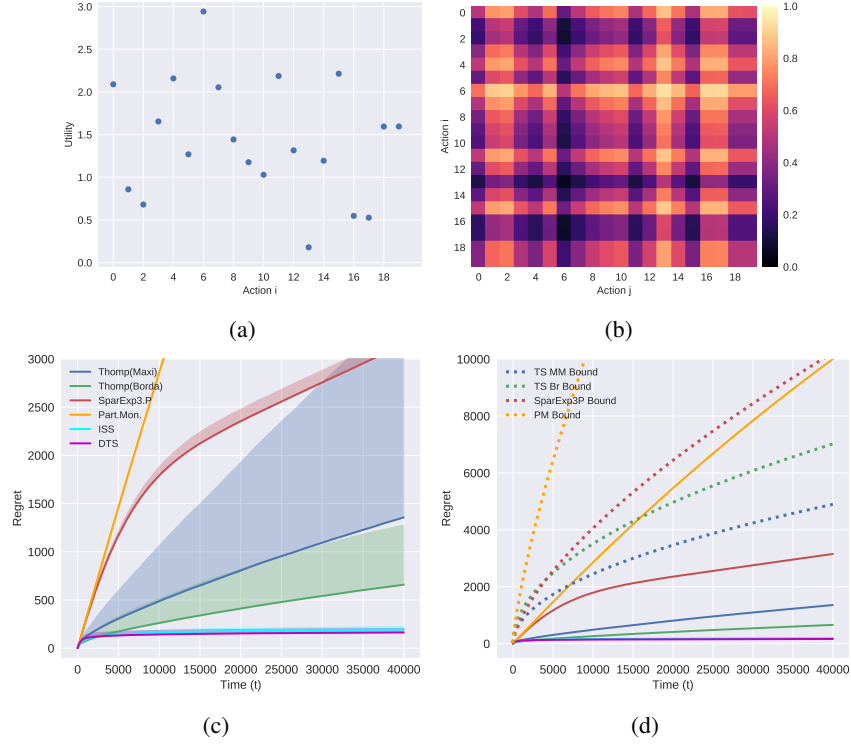 3.0
2.5
2.0
1.5
1.0
0.5
0.0
Utility
0 2 4 6 8 10 12 14 16 18
Action i
(a)
0
2
4
6
8
10
12
14
16
18
Action i
0 2 4 6 8 10 12 14 16 18
Action j
1.0
0.8
0.6
0.4
0.2
0.0
(b)
3000
2500
2000
1500
1000
500
0
Regret
Thomp(Maxi)
Thomp(Borda)
SparExp3.P
Part.Mon.
ISS
DTS
0 5000 10000 15000 20000 25000 30000 35000 40000
Time (t)
(c)
10000
8000
6000
4000
2000
0
Regret
TS MM Bound
TS Br Bound
SparExp3P Bound
PM Bound
0 5000 10000 15000 20000 25000 30000 35000 40000
Time (t)
(d)